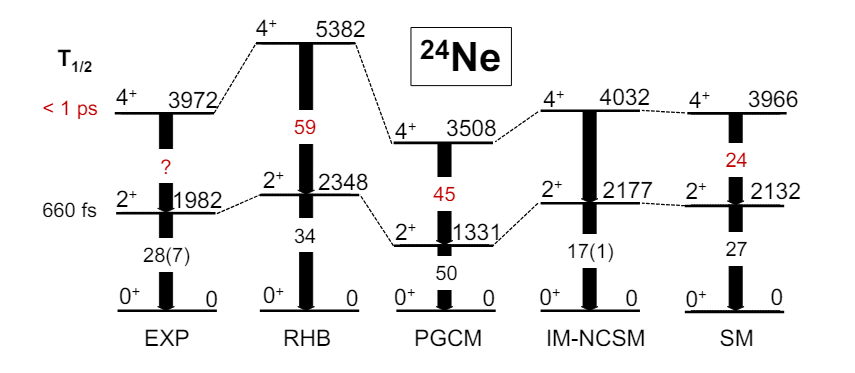 ²⁴Ne
T₁/₂
4⁺ 5382
< 1 ps
4⁺ 3972
4⁺ 3508
4⁺ 4032
4⁺ 3966
?
59
45
24
660 fs
2⁺ 1982
2⁺ 2348
2⁺ 1331
2⁺ 2177
2⁺ 2132
28(7)
34
50
17(1)
27
0⁺ 0
0⁺ 0
0⁺ 0
0⁺ 0
0⁺ 0
EXP
RHB
PGCM
IM-NCSM
SM